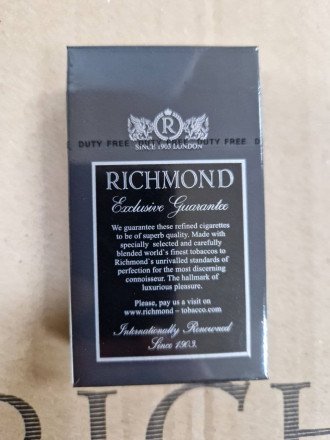 R
DUTY FREE DUTY FREE DUTY FREE
SINCE 1903 LONDON
RICHMOND
Exclusive Guarantee
We guarantee these refined cigarettes
to be of superb quality. Made with
specially selected and carefully
blended world's finest tobaccos to
Richmond's unrivalled standards of
perfection for the most discerning
connoisseur. The hallmark of
luxurious pleasure.
Please, pay us a visit on
www.richmond - tobacco.com
Internationally Renowned
Since 1903.
RICH